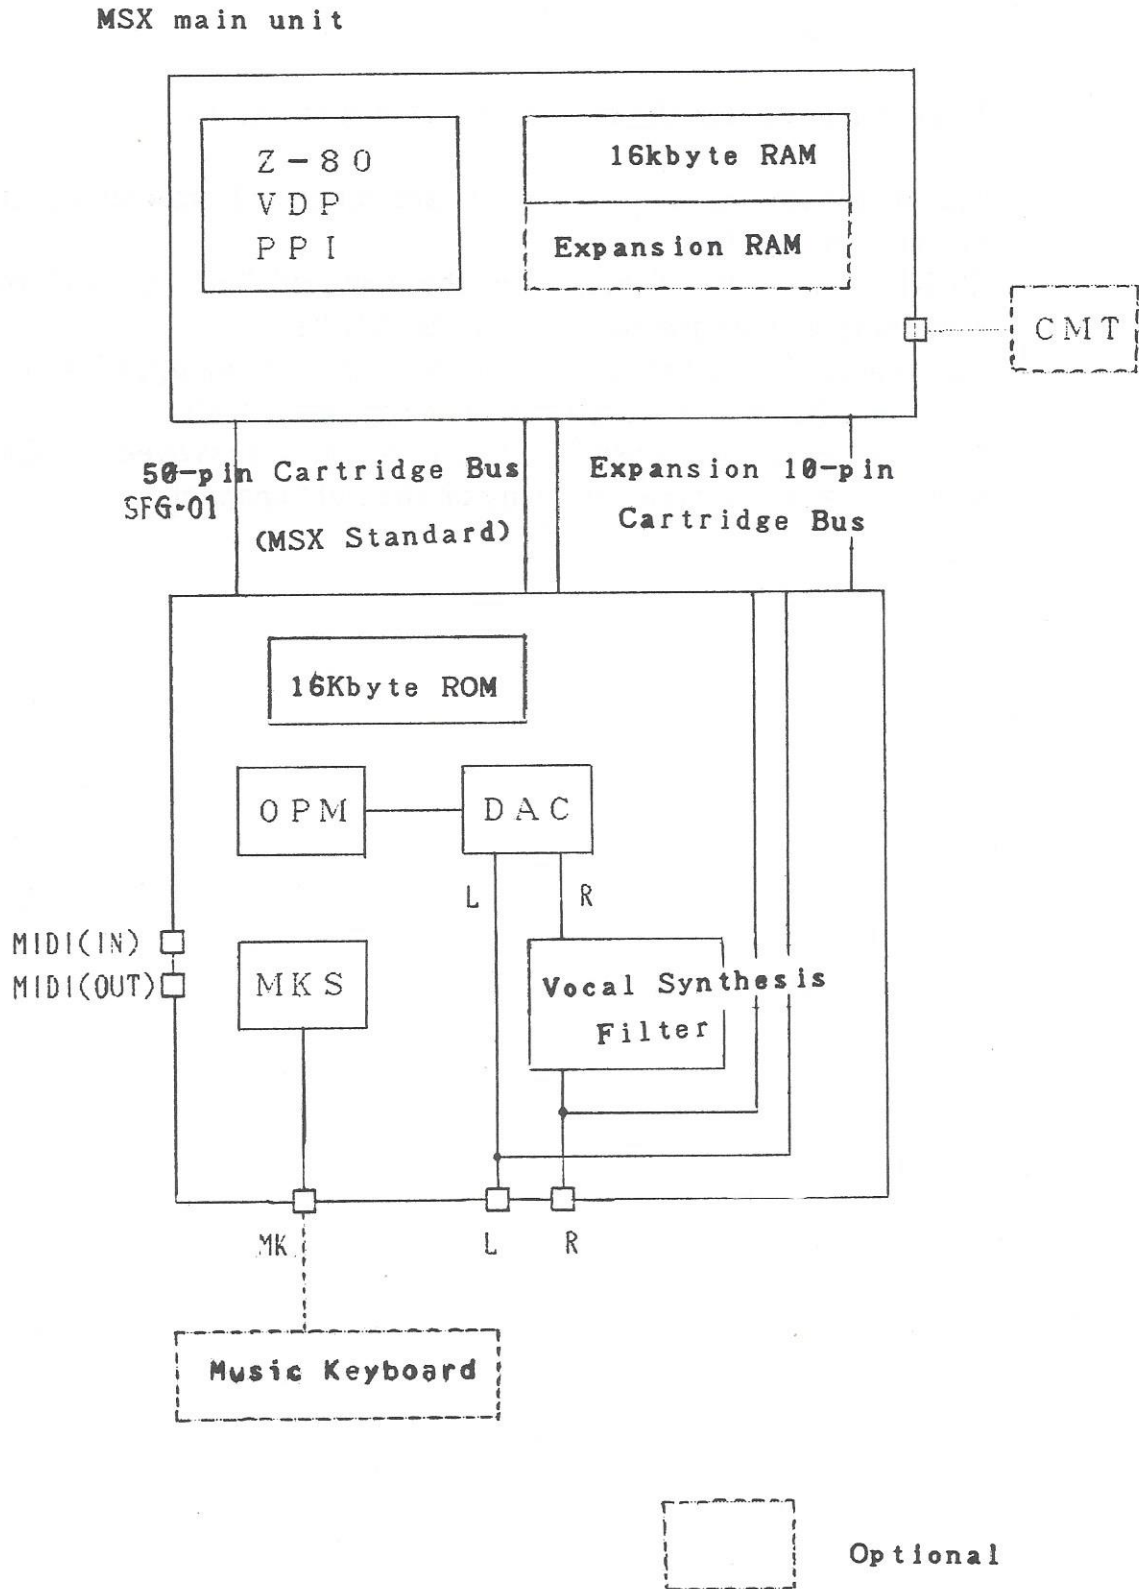 MSX main unit
Z-80
VDP
PPI
16kbyte RAM
Expansion RAM
CMT
50-pin Cartridge Bus
SFG-01
(MSX Standard)
Expansion 10-pin
Cartridge Bus
16Kbyte ROM
OPM
DAC
L
R
MIDI(IN)
MIDI(OUT)
MKS
Vocal Synthesis
Filter
MK
L
R
Music Keyboard
Optional